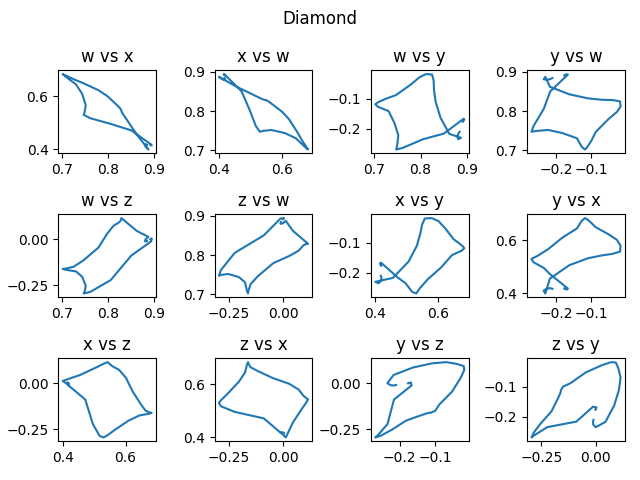 Diamond
w vs x
x vs w
w vs y
y vs w
0.6
0.4
0.7 0.8 0.9
0.9
0.8
0.7
0.4 0.6
−0.1
−0.2
0.7 0.8 0.9
0.9
0.8
0.7
−0.2 −0.1
w vs z
z vs w
x vs y
y vs x
0.00
−0.25
0.7 0.8 0.9
0.9
0.8
0.7
−0.25 0.00
−0.1
−0.2
0.4 0.6
0.6
0.4
−0.2 −0.1
x vs z
z vs x
y vs z
z vs y
0.00
−0.25
0.4 0.6
0.6
0.4
−0.25 0.00
0.00
−0.25
−0.2 −0.1
−0.1
−0.2
−0.25 0.00